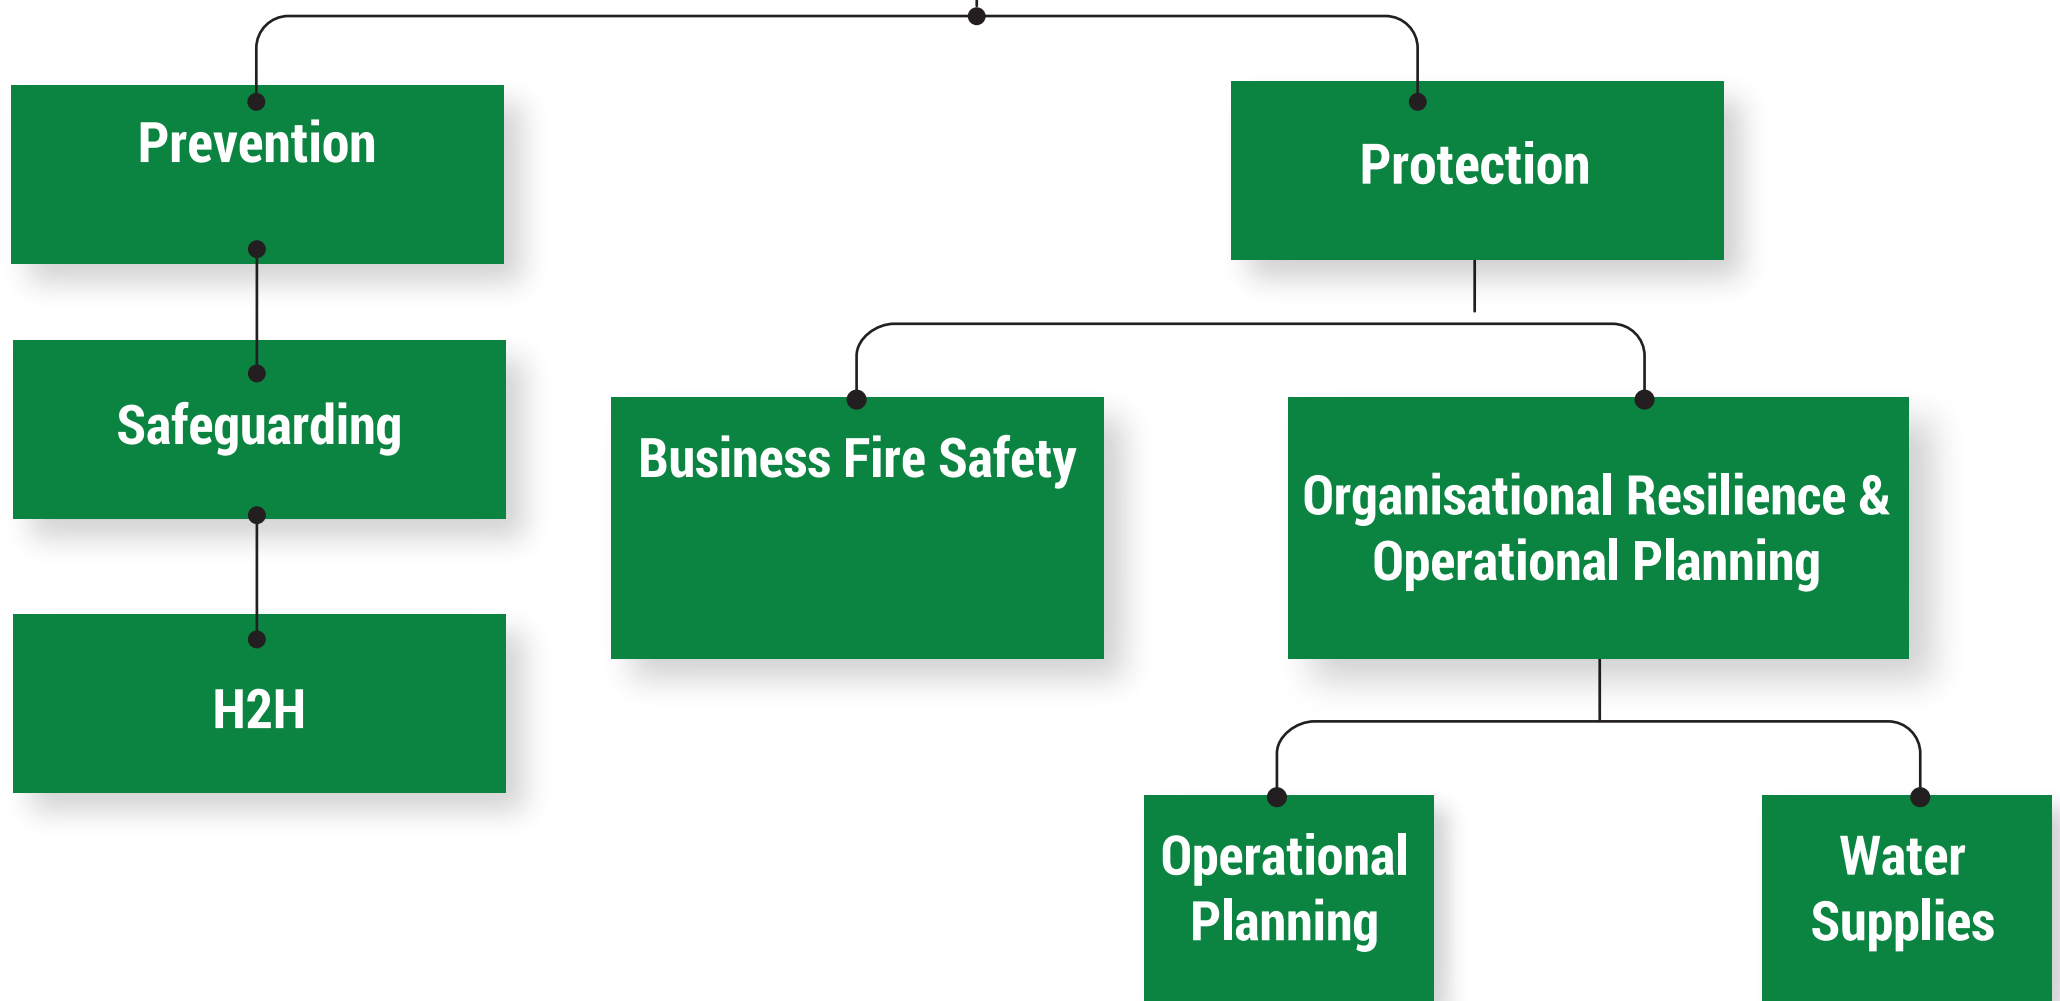 Prevention
Protection
Safeguarding
Business Fire Safety
Organisational Resilience &
Operational Planning
H2H
Operational
Planning
Water
Supplies